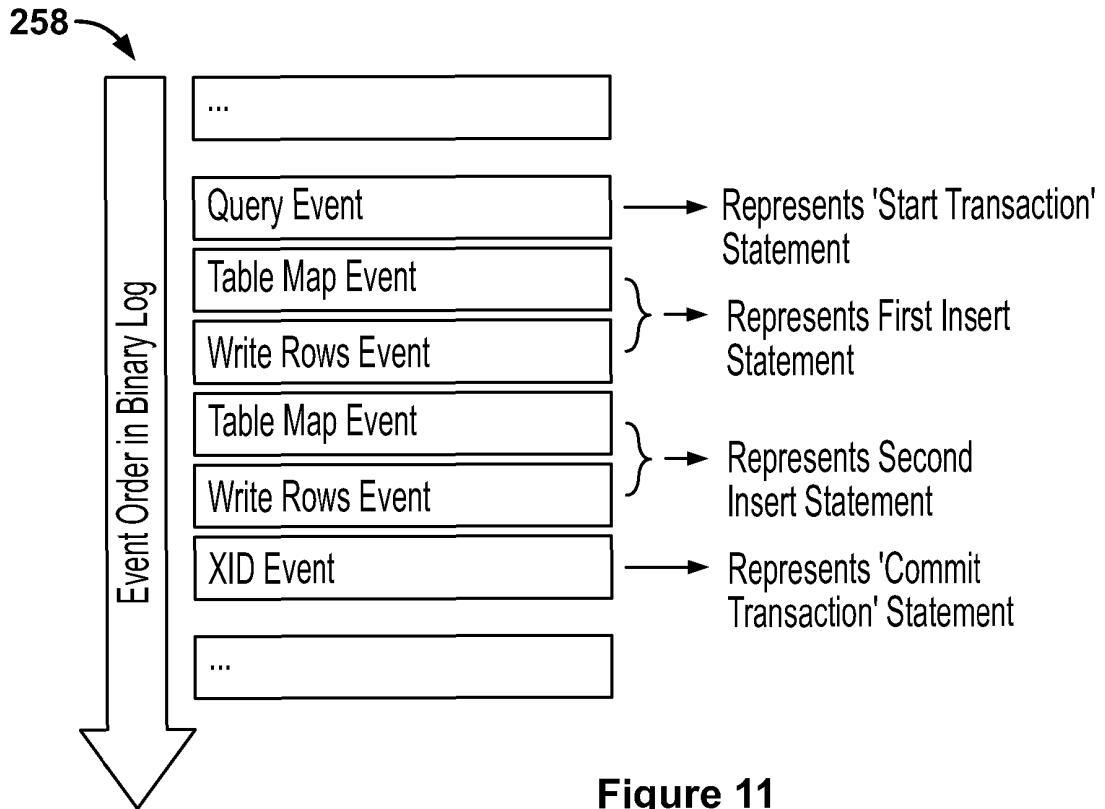 258
...
Query Event
Represents 'Start Transaction'
Statement
Table Map Event
Write Rows Event
Represents First Insert
Statement
Table Map Event
Write Rows Event
Represents Second
Insert Statement
XID Event
Represents 'Commit
Transaction' Statement
...
Event Order in Binary Log
Figure 11